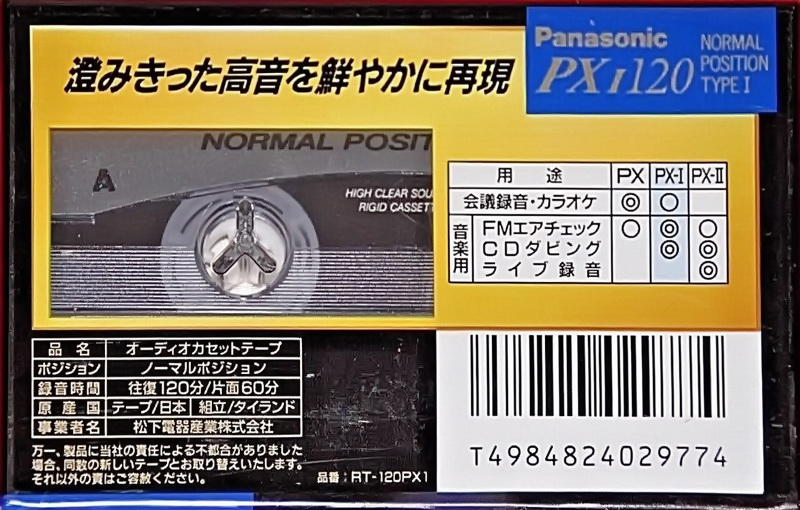 澄みきった高音を鮮やかに再現
Panasonic
PX I 120
NORMAL
POSITION
TYPE I
NORMAL POSIT
A
HIGH CLEAR SOU
RIGID CASSET
用途 PX PX-I PX-II
会議録音・カラオケ ◎ ○
音楽用
FMエアチェック ○ ◎ ○
CDダビング ◎ ◎
ライブ録音 ◎
品名 オーディオカセットテープ
ポジション ノーマルポジション
録音時間 往復120分/片面60分
原産国 テープ/日本 組立/タイランド
事業者名 松下電器産業株式会社
万一、製品に当社の責任による不都合がありました
場合、同数の新しいテープとお取り替えいたします。
それ以外の責はご容赦ください。
品番:RT-120PX1
T4984824029774